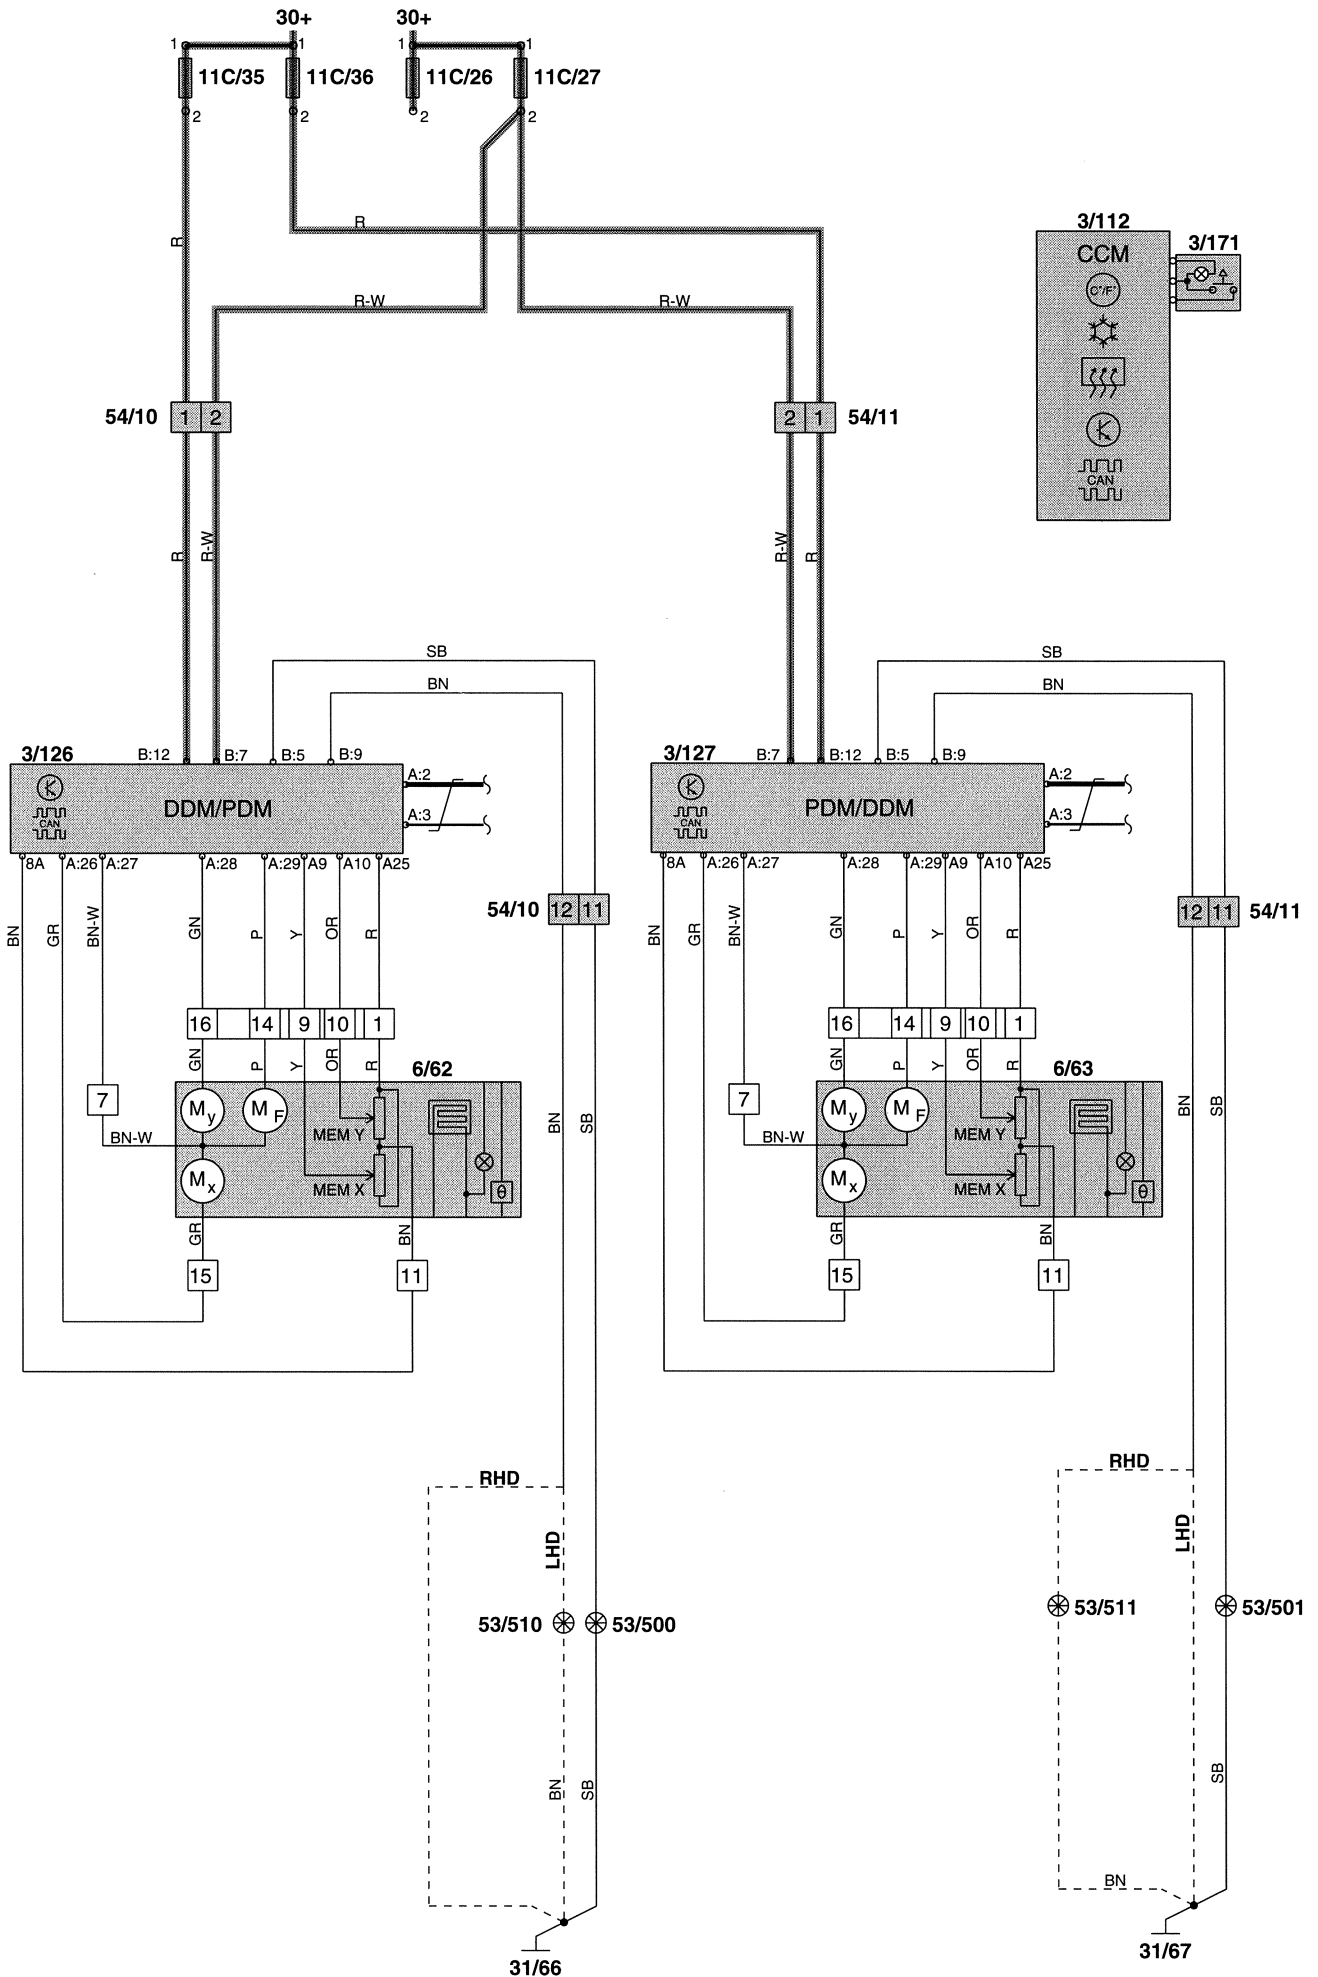 30+ 30+
1 1 1 1
11C/35 11C/36 11C/26 11C/27
2 2 2 2
R
R
R-W R-W
3/112
3/171
CCM
C°/F°
CAN
54/10 1 2
2 1 54/11
R R-W R-W R
SB SB
BN BN
3/126 B:12 B:7 B:5 B:9
3/127 B:7 B:12 B:5 B:9
DDM/PDM
CAN
A:2
A:3
PDM/DDM
CAN
A:2
A:3
8A A:26 A:27 A:28 A:29 A9 A10 A25
8A A:26 A:27 A:28 A:29 A9 A10 A25
54/10 12 11
12 11 54/11
BN GR BN-W GN P Y OR R
BN GR BN-W GN P Y OR R
16 14 9 10 1
16 14 9 10 1
GN P Y OR R
GN P Y OR R
6/62
6/63
7 My MF
7 My MF
BN-W MEM Y
BN-W MEM Y
Mx MEM X θ
Mx MEM X θ
BN SB
BN SB
GR BN
GR BN
15 11
15 11
RHD
RHD
LHD
LHD
53/510 53/500
53/511 53/501
BN SB
SB
BN
31/66
31/67